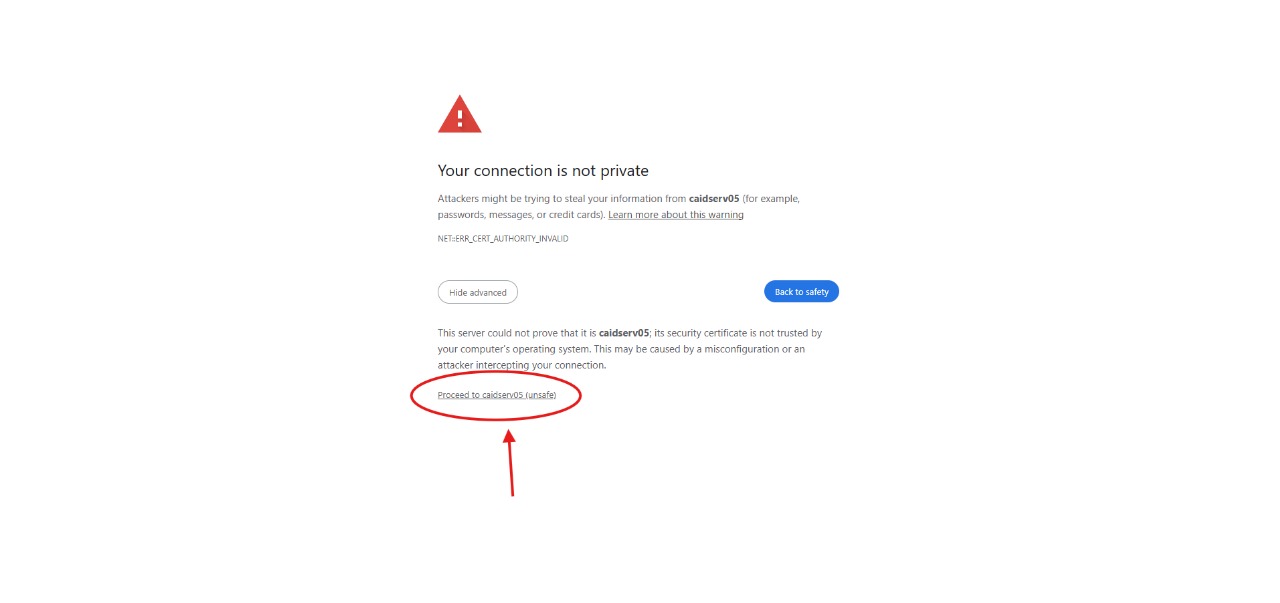 Your connection is not private
Attackers might be trying to steal your information from caidserv05 (for example,
passwords, messages, or credit cards). Learn more about this warning
NET::ERR_CERT_AUTHORITY_INVALID
Hide advanced
Back to safety
This server could not prove that it is caidserv05; its security certificate is not trusted by
your computer's operating system. This may be caused by a misconfiguration or an
attacker intercepting your connection.
Proceed to caidserv05 (unsafe)